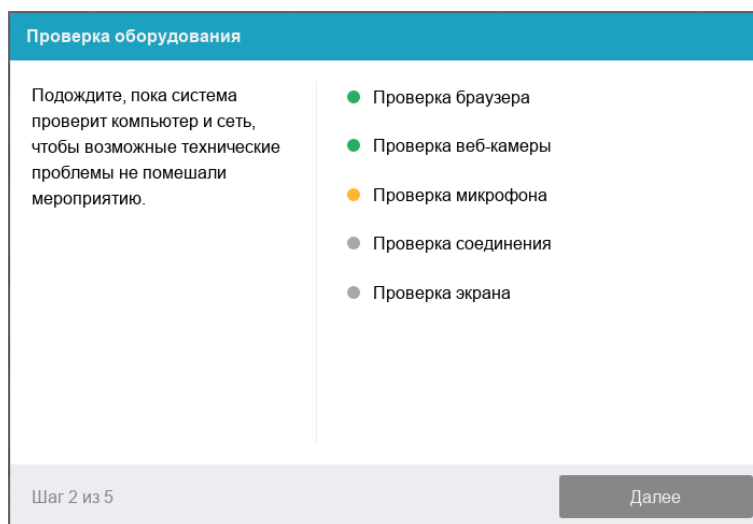 Проверка оборудования
Подождите, пока система
проверит компьютер и сеть,
чтобы возможные технические
проблемы не помешали
мероприятию.
Проверка браузера
Проверка веб-камеры
Проверка микрофона
Проверка соединения
Проверка экрана
Шаг 2 из 5
Далее